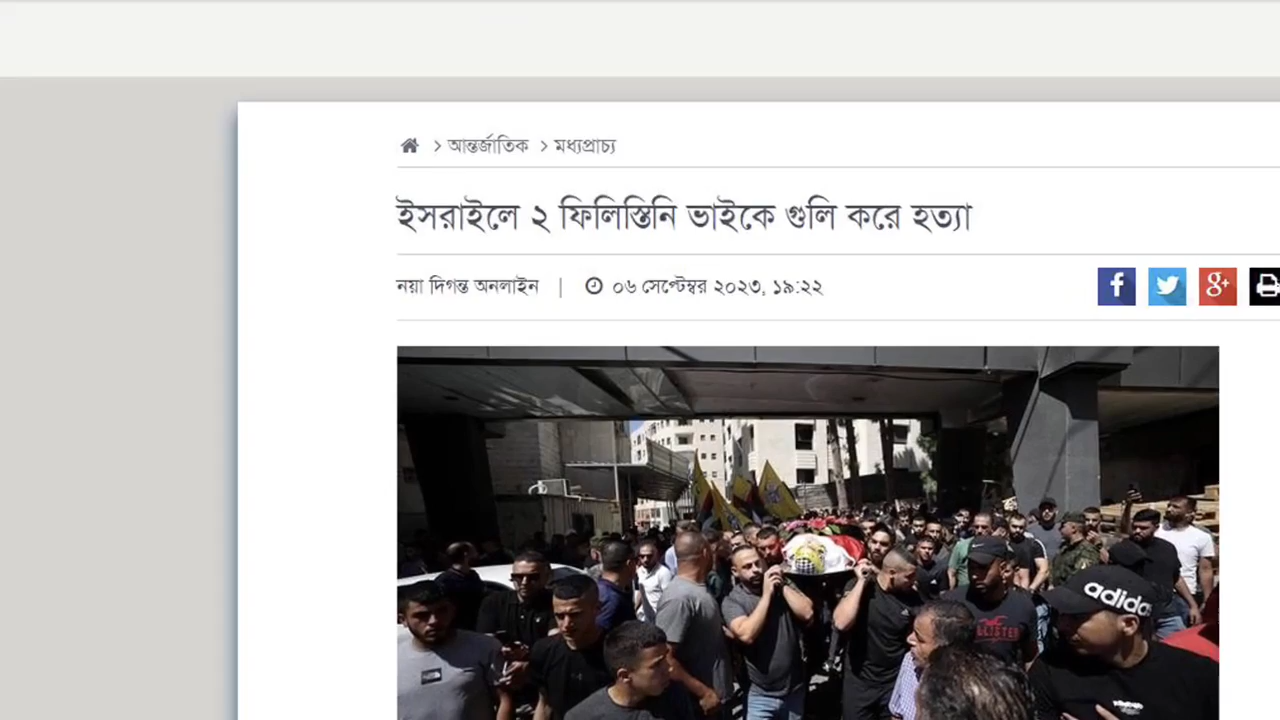 আন্তর্জাতিক > মধ্যপ্রাচ্য
ইসরাইলে ২ ফিলিস্তিনি ভাইকে গুলি করে হত্যা
নয়া দিগন্ত অনলাইন | ০৬ সেপ্টেম্বর ২০২৩, ১৯:২২
adidas